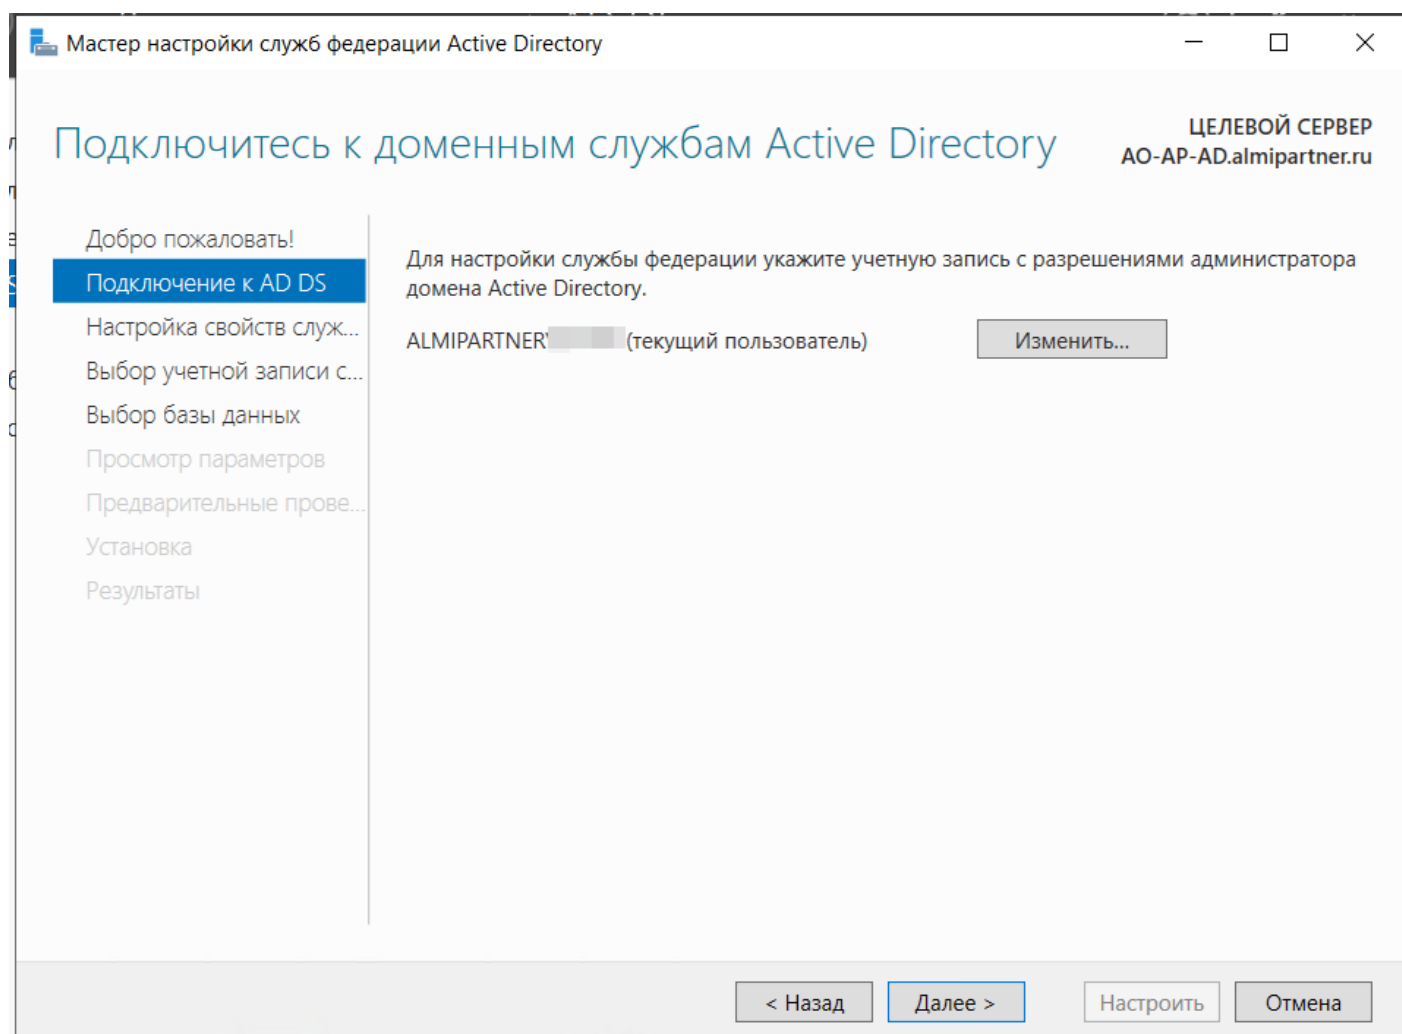 Мастер настройки служб федерации Active Directory
Подключитесь к доменным службам Active Directory
ЦЕЛЕВОЙ СЕРВЕР
AO-AP-AD.almipartner.ru
Добро пожаловать!
Подключение к AD DS
Настройка свойств служ...
Выбор учетной записи с...
Выбор базы данных
Просмотр параметров
Предварительные прове...
Установка
Результаты
Для настройки службы федерации укажите учетную запись с разрешениями администратора
домена Active Directory.
ALMIPARTNER\ (текущий пользователь)
Изменить...
< Назад
Далее >
Настроить
Отмена